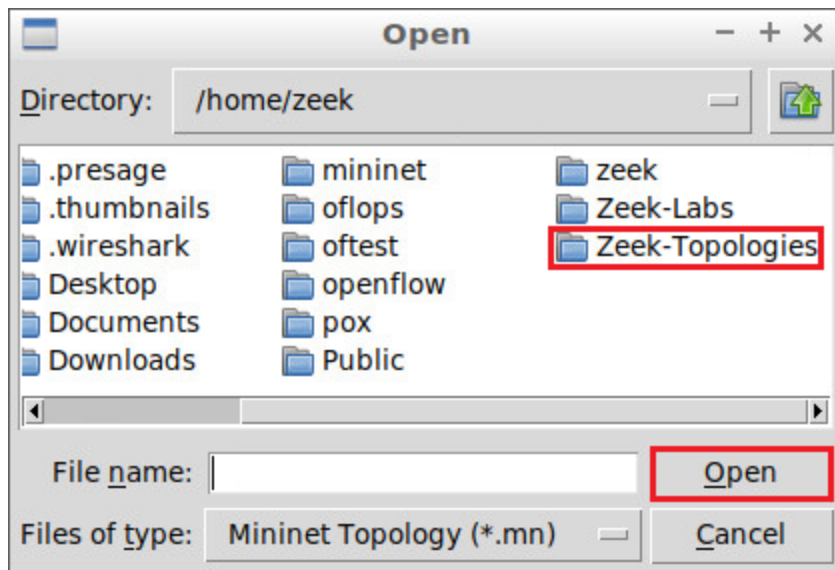 Open
Directory: /home/zeek
.presage mininet zeek
.thumbnails oflops Zeek-Labs
.wireshark oftest Zeek-Topologies
Desktop openflow
Documents pox
Downloads Public
File name: Open
Files of type: Mininet Topology (*.mn) Cancel